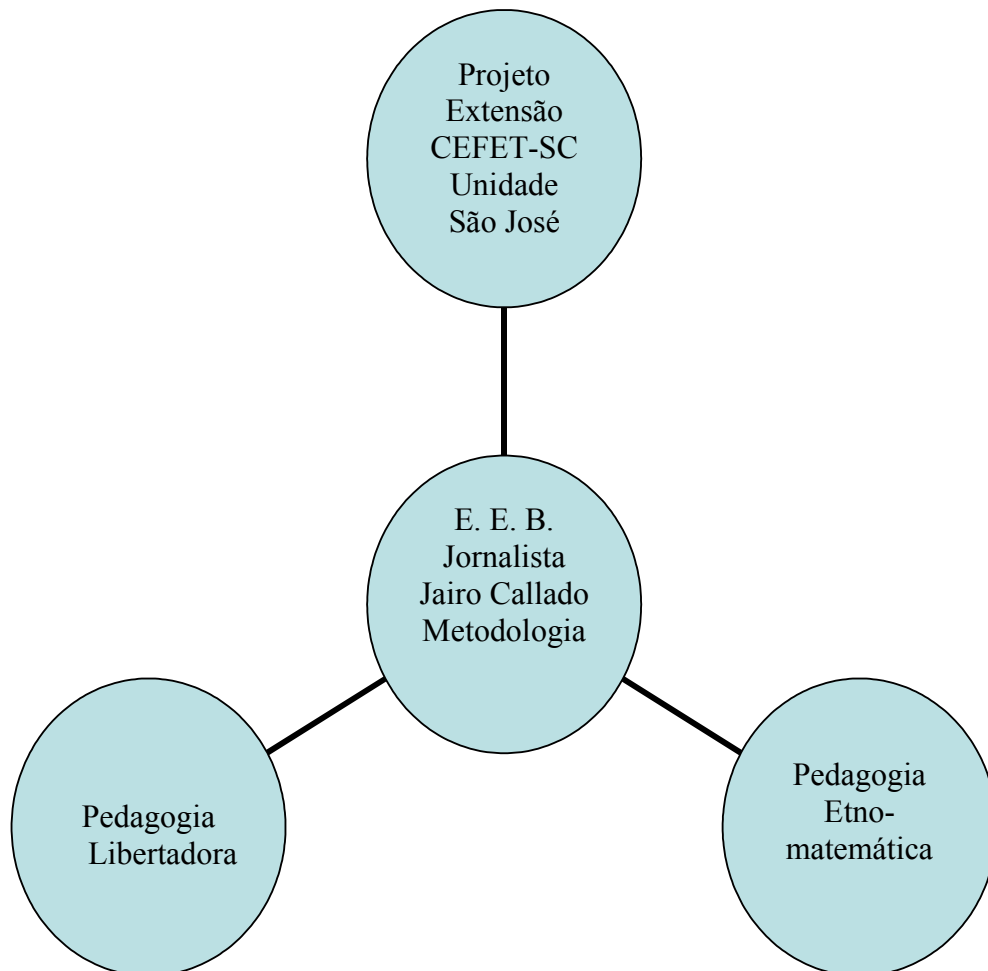 Projeto
Extensão
CEFET-SC
Unidade
São José
E. E. B.
Jornalista
Jairo Callado
Metodologia
Pedagogia
Libertadora
Pedagogia
Etno-
matemática